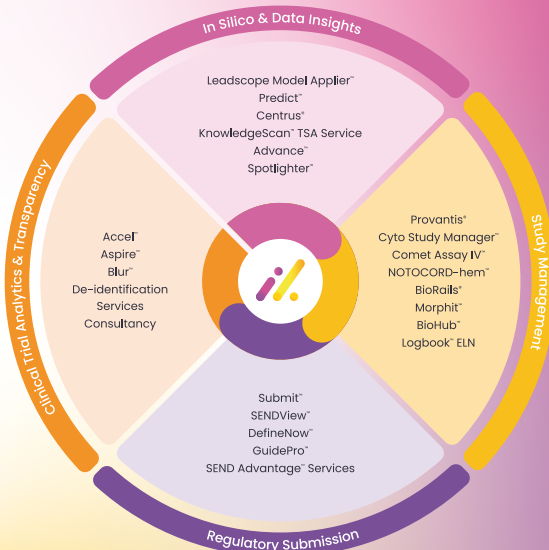 In Silico & Data Insights
Leadscope Model Applier™
Predict™
Centrus®
KnowledgeScan™ TSA Service
Advance™
Spotlighter™
Study Management
Provantis®
Cyto Study Manager™
Comet Assay IV™
NOTOCORD-hem™
BioRails®
Morphit™
BioHub™
Logbook™ ELN
Regulatory Submission
Submit™
SENDView™
DefineNow™
GuidePro™
SEND Advantage™ Services
Clinical Trial Analytics & Transparency
Accel™
Aspire™
Blur™
De-identification
Services
Consultancy